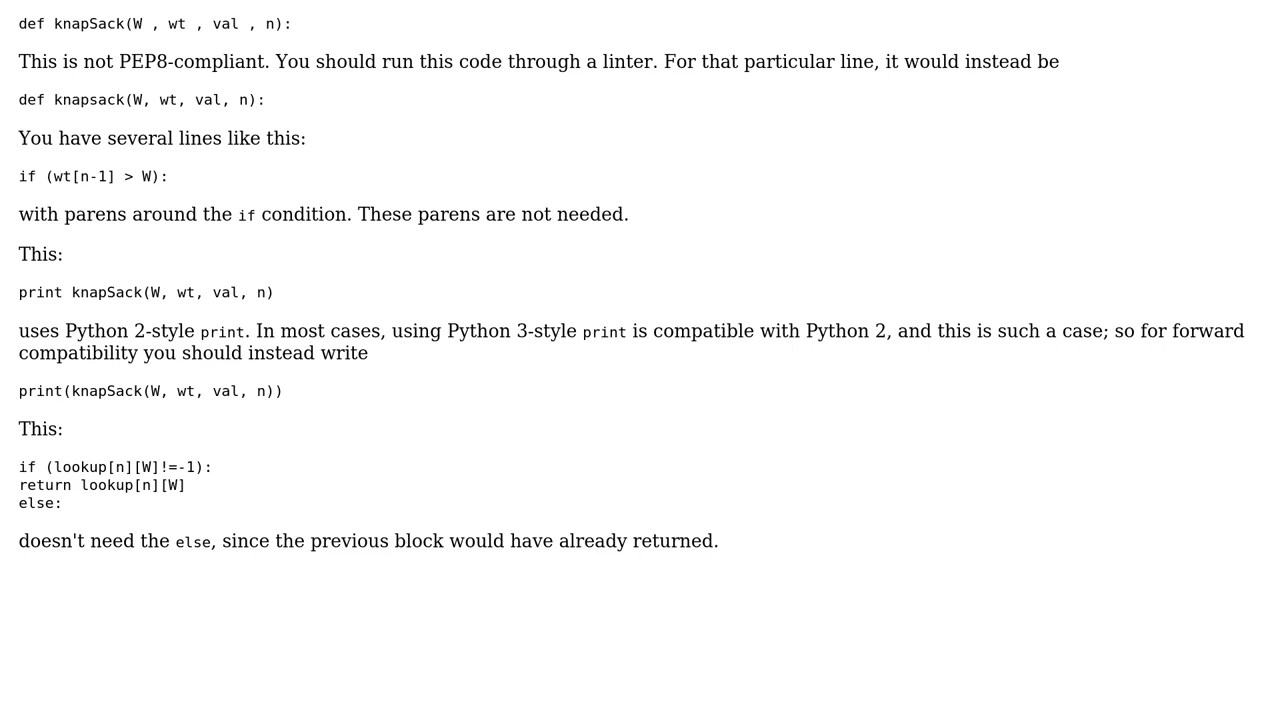 def knapSack(W , wt , val , n):
This is not PEP8-compliant. You should run this code through a linter. For that particular line, it would instead be
def knapsack(W, wt, val, n):
You have several lines like this:
if (wt[n-1] > W):
with parens around the if condition. These parens are not needed.
This:
print knapSack(W, wt, val, n)
uses Python 2-style print. In most cases, using Python 3-style print is compatible with Python 2, and this is such a case; so for forward
compatibility you should instead write
print(knapSack(W, wt, val, n))
This:
if (lookup[n][W]!=-1):
return lookup[n][W]
else:
doesn't need the else, since the previous block would have already returned.